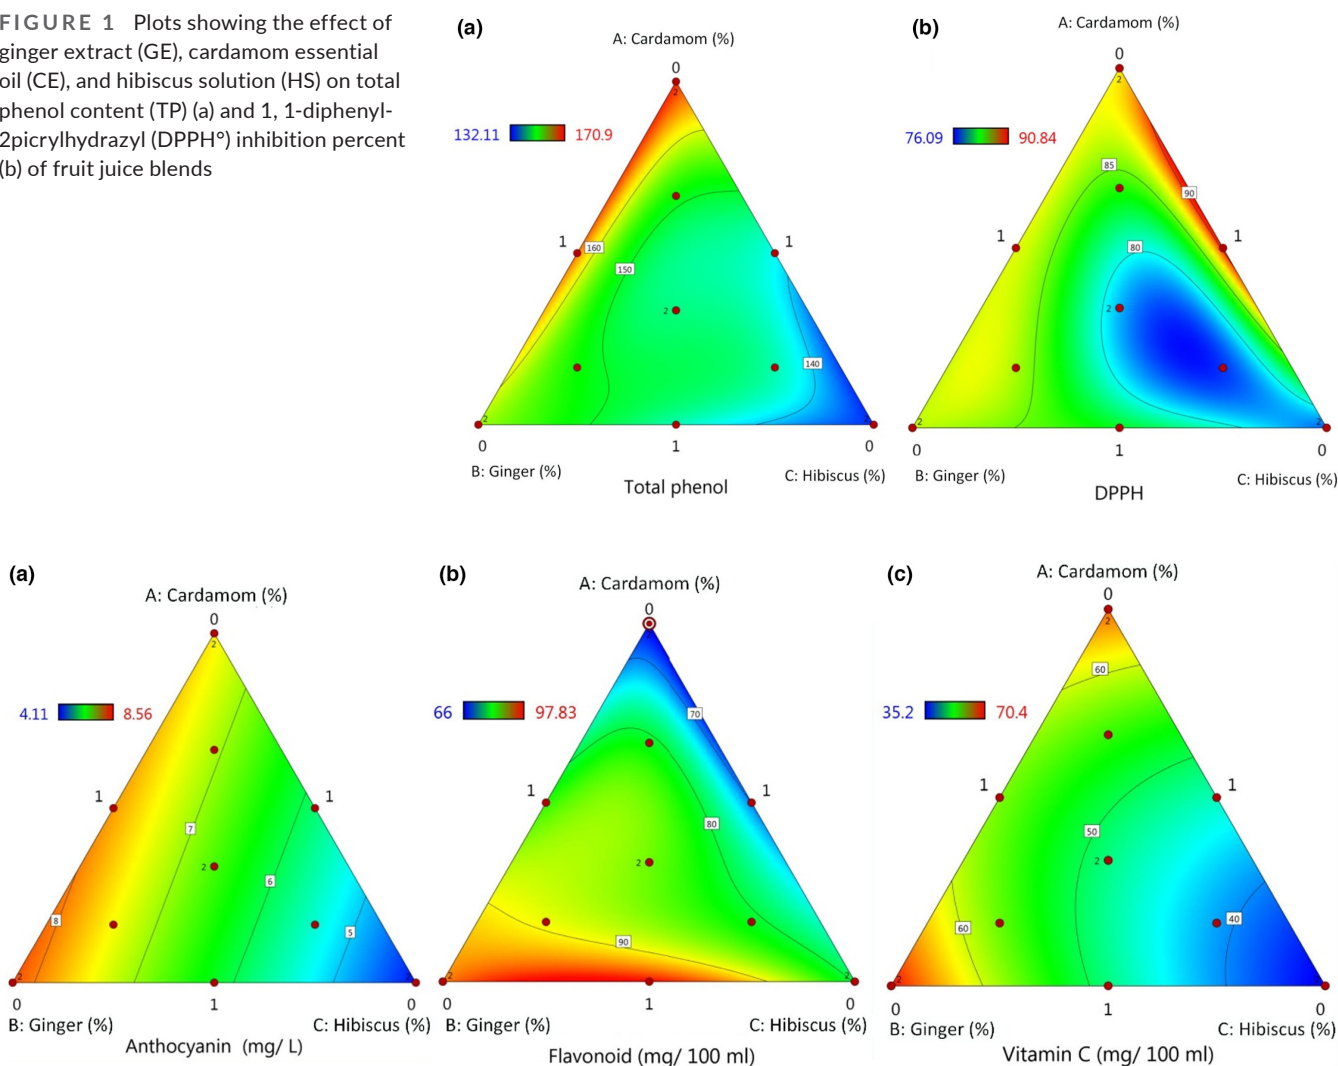 FIGURE 1 Plots showing the effect of
ginger extract (GE), cardamom essential
oil (CE), and hibiscus solution (HS) on total
phenol content (TP) (a) and 1, 1-diphenyl-
2picrylhydrazyl (DPPH°) inhibition percent
(b) of fruit juice blends
(a)
A: Cardamom (%)
0
2
132.11 170.9
1 160 1
150
2
140
2 2
0 1 0
B: Ginger (%) C: Hibiscus (%)
Total phenol
(b)
A: Cardamom (%)
0
2
76.09 90.84
85
90
1 80 1
2
2 2
0 1 0
B: Ginger (%) C: Hibiscus (%)
DPPH
(a)
A: Cardamom (%)
0
2
4.11 8.56
1 1
7
2
6
8 5
2 2
0 1 0
B: Ginger (%) C: Hibiscus (%)
Anthocyanin (mg/ L)
(b)
A: Cardamom (%)
0
2
66 97.83
70
1 1
80
2
90
2 2
0 1 0
B: Ginger (%) C: Hibiscus (%)
Flavonoid (mg/ 100 ml)
(c)
A: Cardamom (%)
0
2
60
35.2 70.4
1 1
50
2
60 40
2 2
0 1 0
B: Ginger (%) C: Hibiscus (%)
Vitamin C (mg/ 100 ml)